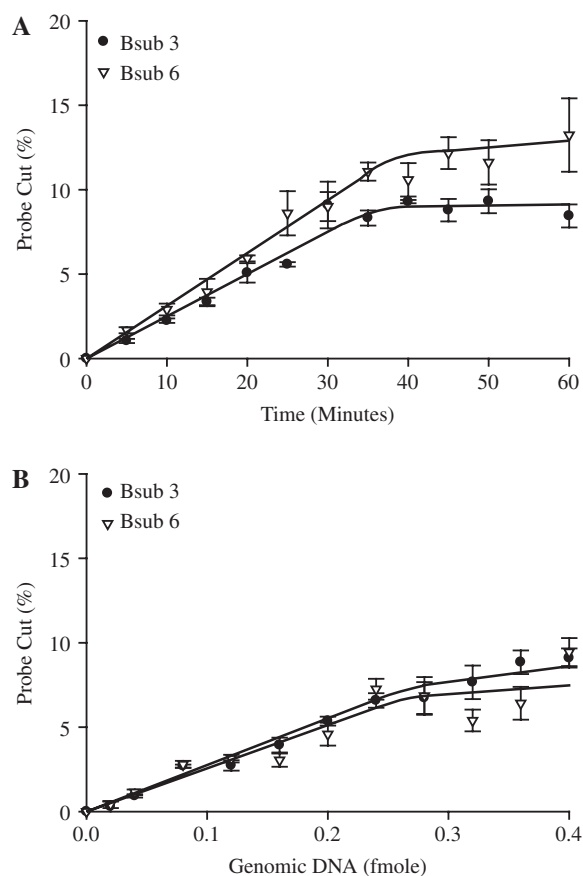 A
20
Bsub 3
Bsub 6
15
10
5
0
Probe Cut (%)
0 10 20 30 40 50 60
Time (Minutes)
B
20
Bsub 3
Bsub 6
15
10
5
0
Probe Cut (%)
0.0 0.1 0.2 0.3 0.4
Genomic DNA (fmole)